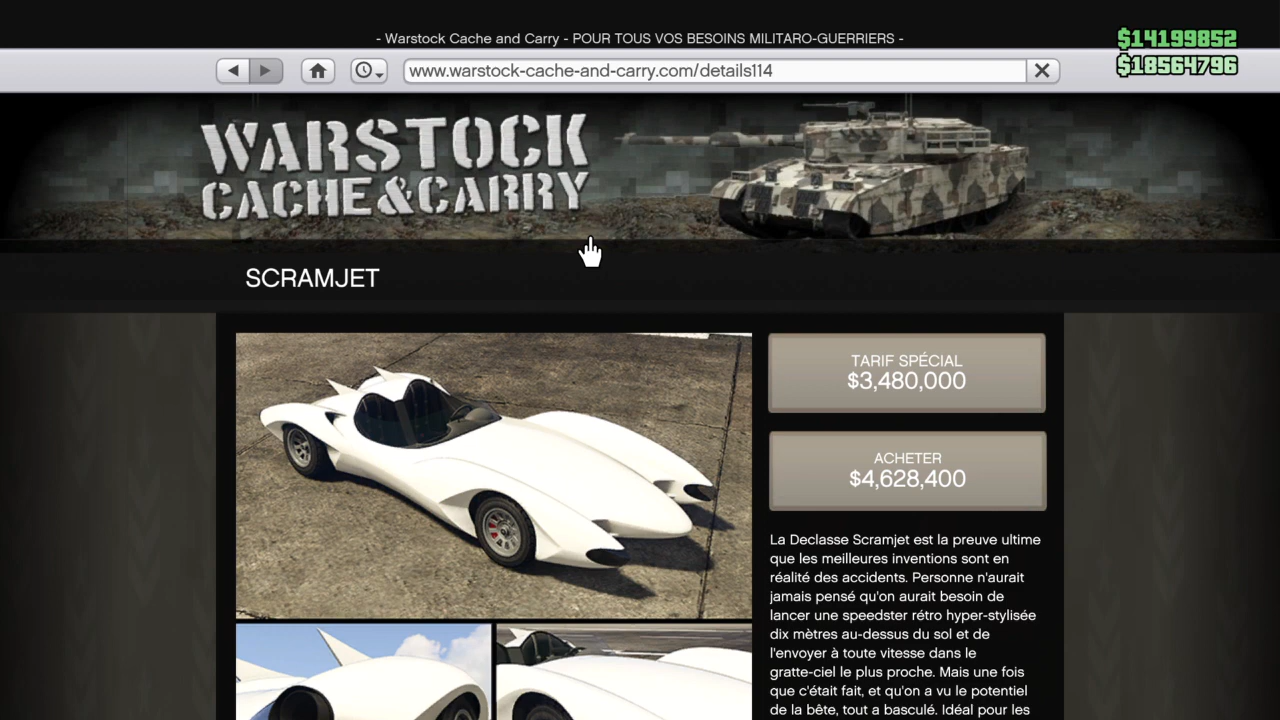 - Warstock Cache and Carry - POUR TOUS VOS BESOINS MILITARO-GUERRIERS -
$14199852
$18564796
www.warstock-cache-and-carry.com/details114
WARSTOCK
CACHE & CARRY
SCRAMJET
TARIF SPÉCIAL
$3,480,000
ACHETER
$4,628,400
La Declasse Scramjet est la preuve ultime
que les meilleures inventions sont en
réalité des accidents. Personne n'aurait
jamais pensé qu'on aurait besoin de
lancer une speedster rétro hyper-stylisée
dix mètres au-dessus du sol et de
l'envoyer à toute vitesse dans le
gratte-ciel le plus proche. Mais une fois
que c'était fait, et qu'on a vu le potentiel
de la bête, tout a basculé. Idéal pour les